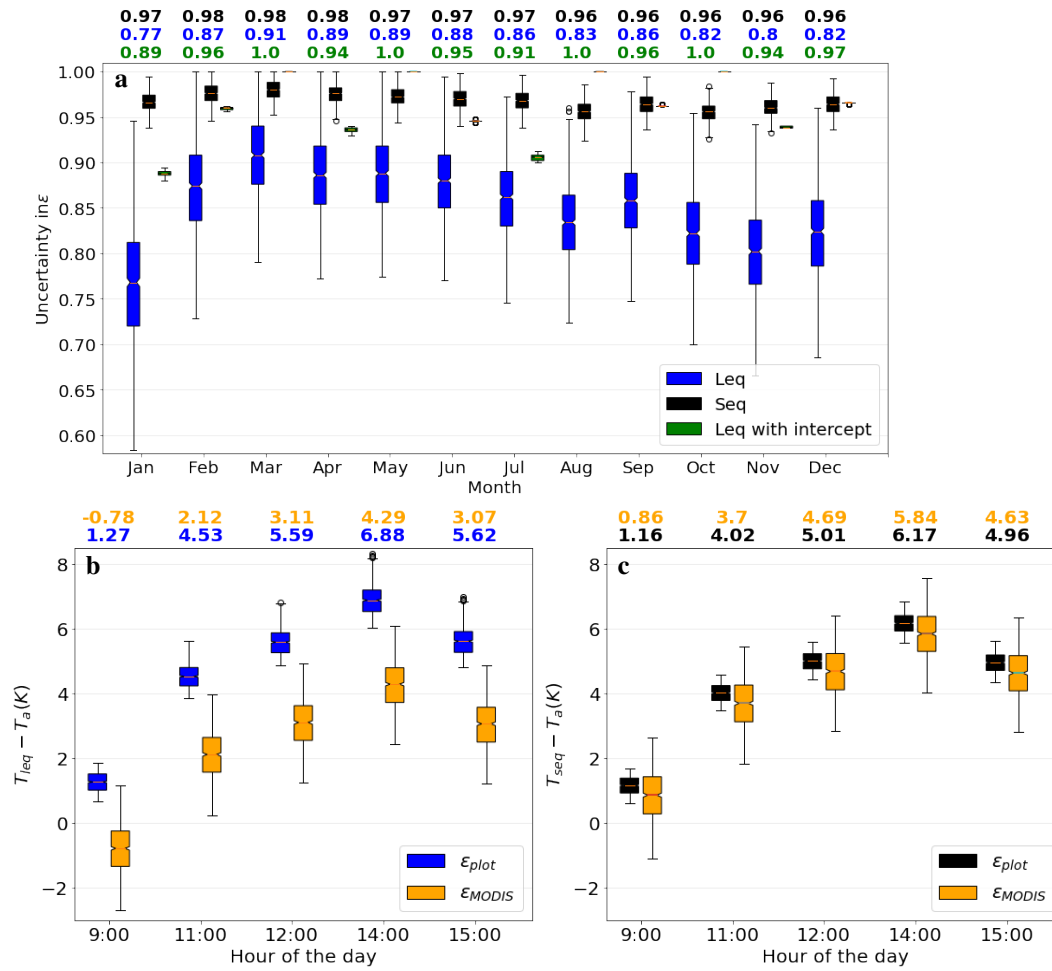 0.97 0.98 0.98 0.98 0.97 0.97 0.97 0.96 0.96 0.96 0.96 0.96
0.77 0.87 0.91 0.89 0.89 0.88 0.86 0.83 0.86 0.82 0.8 0.82
0.89 0.96 1.0 0.94 1.0 0.95 0.91 1.0 0.96 1.0 0.94 0.97
a
Uncertainty inε
1.00
0.95
0.90
0.85
0.80
0.75
0.70
0.65
0.60
Leq
Seq
Leq with intercept
Jan Feb Mar Apr May Jun Jul Aug Sep Oct Nov Dec
Month
-0.78 2.12 3.11 4.29 3.07
1.27 4.53 5.59 6.88 5.62
b
T_leq − T_a(K)
8
6
4
2
0
−2
ε_plot
ε_MODIS
9:00 11:00 12:00 14:00 15:00
Hour of the day
0.86 3.7 4.69 5.84 4.63
1.16 4.02 5.01 6.17 4.96
c
T_seq − T_a(K)
8
6
4
2
0
−2
ε_plot
ε_MODIS
9:00 11:00 12:00 14:00 15:00
Hour of the day